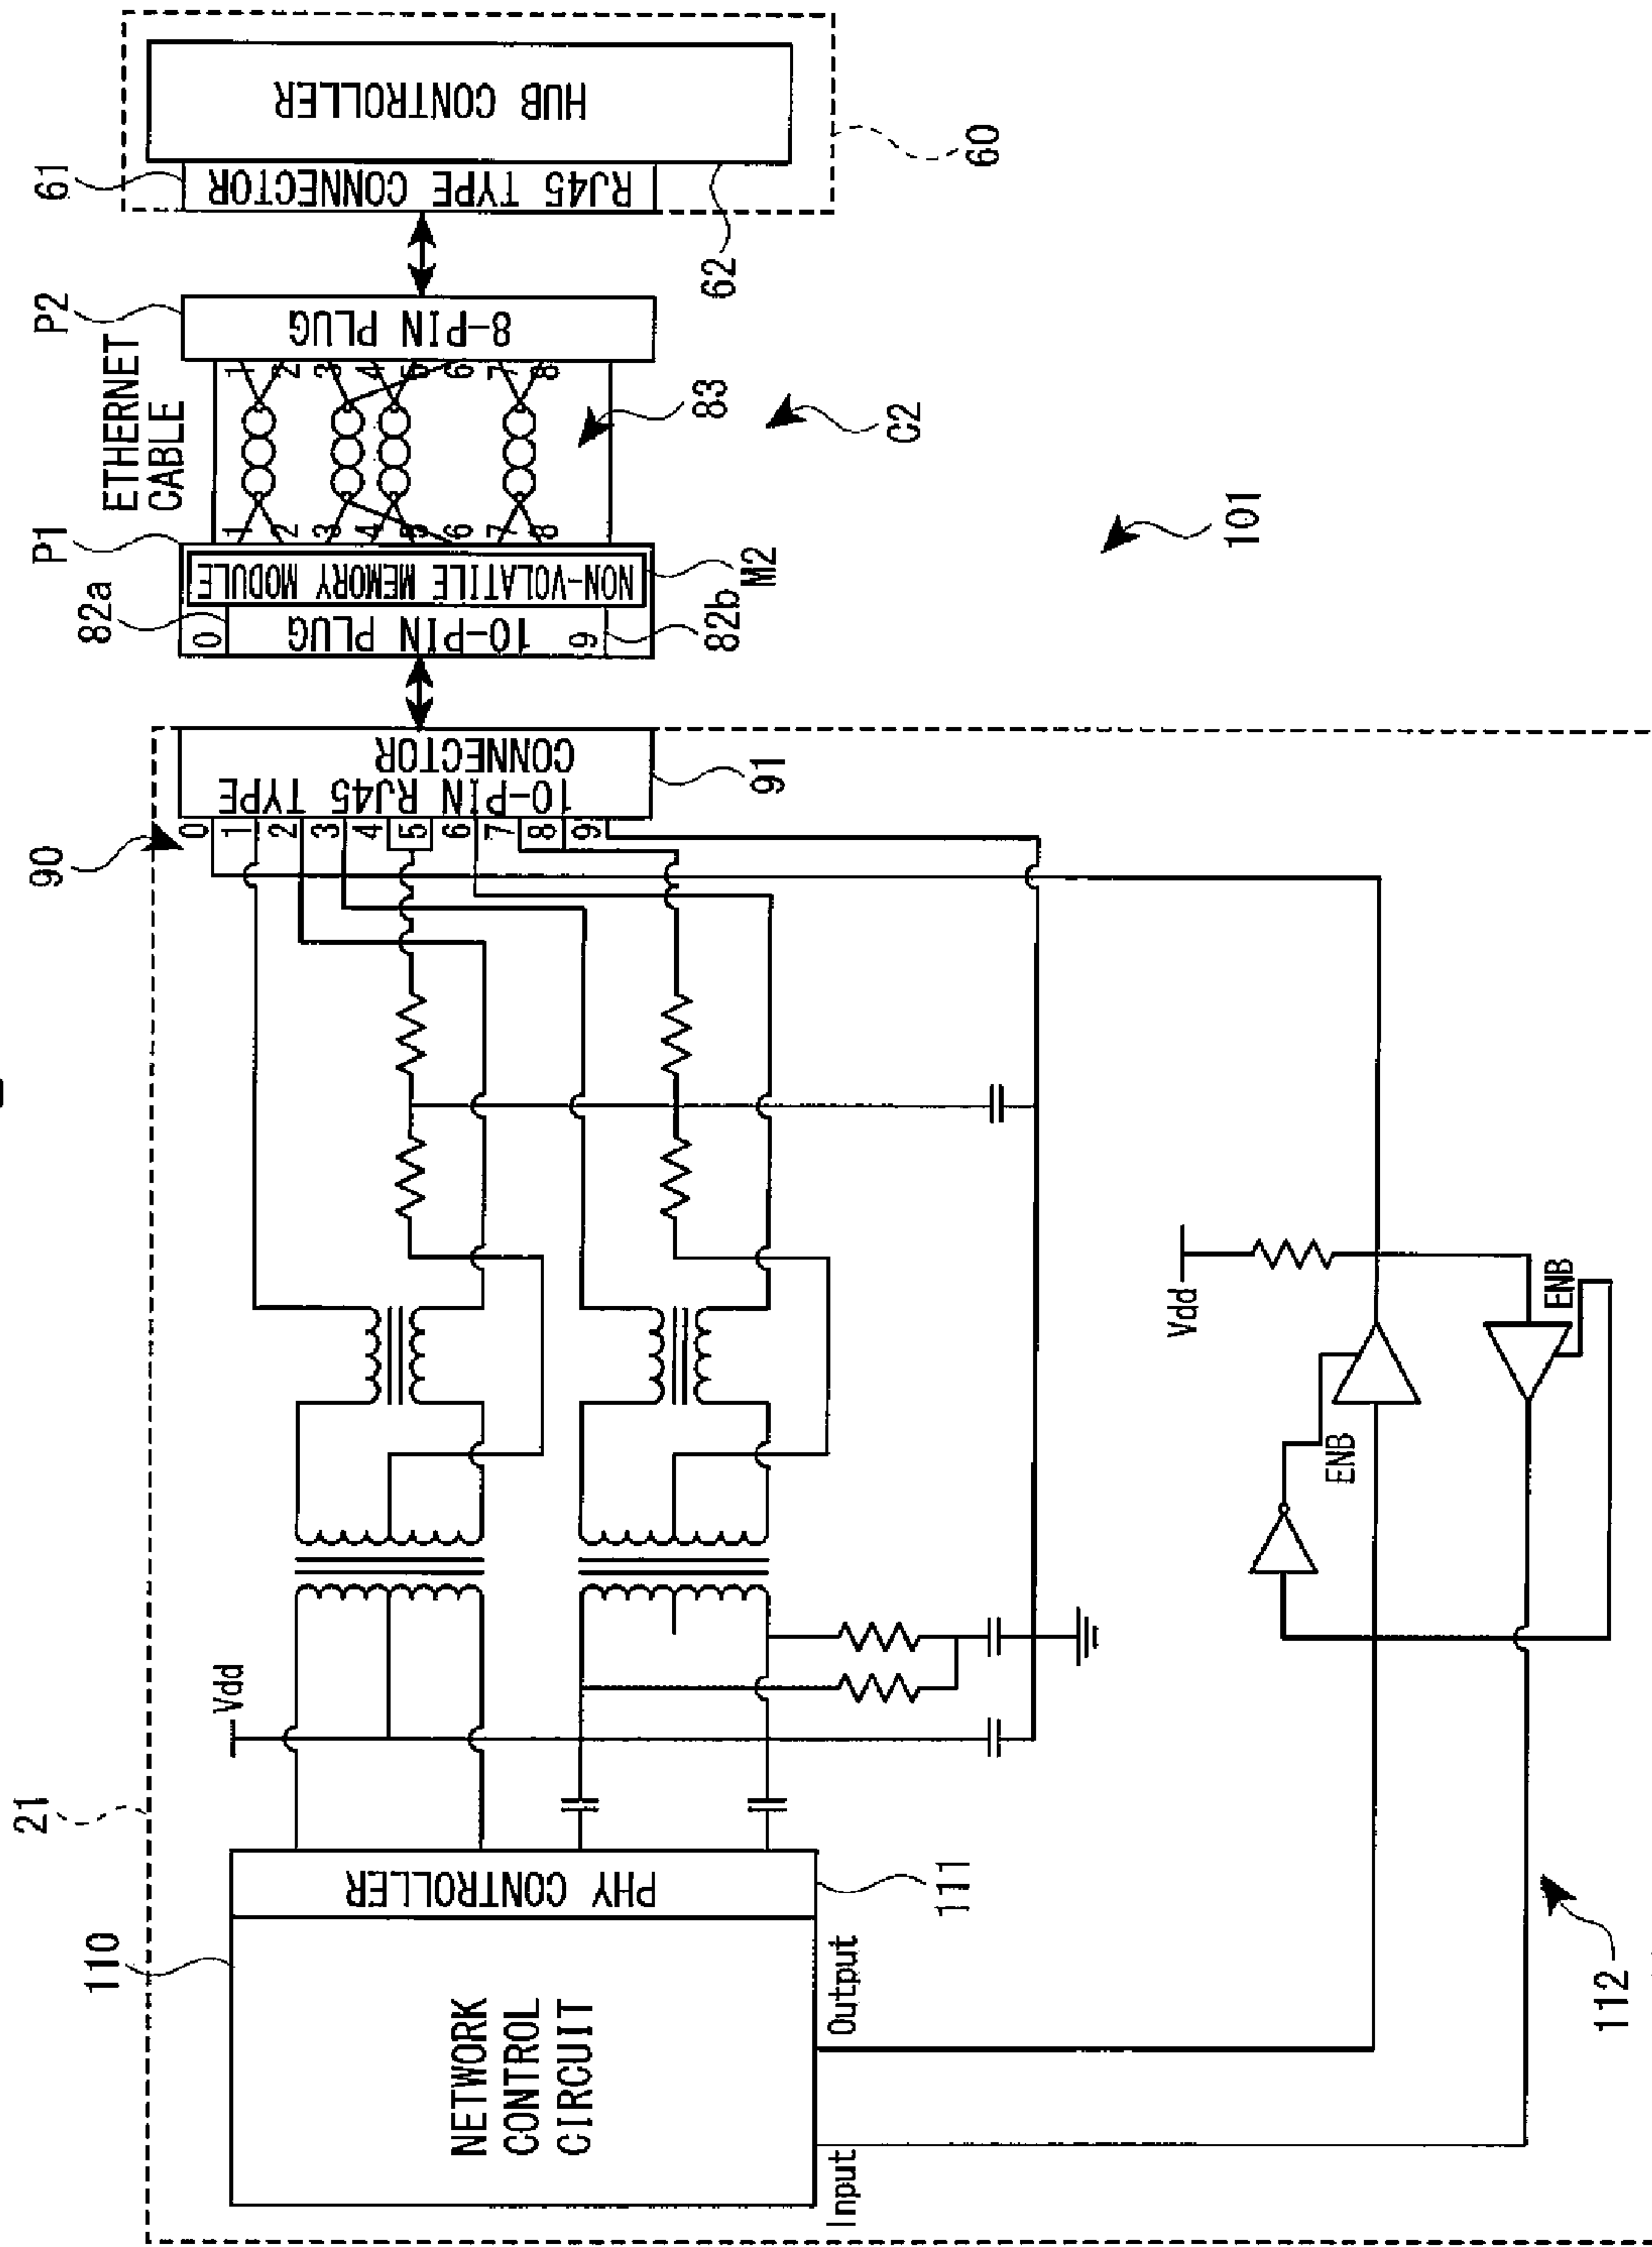 21
110
NETWORK
CONTROL
CIRCUIT
PHY CONTROLLER
111
Input
Output
112
Vdd
Vdd
ENB
ENB
90
0
1
2
3
4
5
6
7
8
9
10-PIN RJ45 TYPE
CONNECTOR
91
101
82a
P1
0
10-PIN PLUG
9
82b
NON-VOLATILE MEMORY MODULE
M2
ETHERNET
CABLE
1
2
3
4
5
6
7
8
1
2
3
4
5
6
7
8
83
C2
P2
8-PIN PLUG
61
RJ45 TYPE CONNECTOR
62
HUB CONTROLLER
60